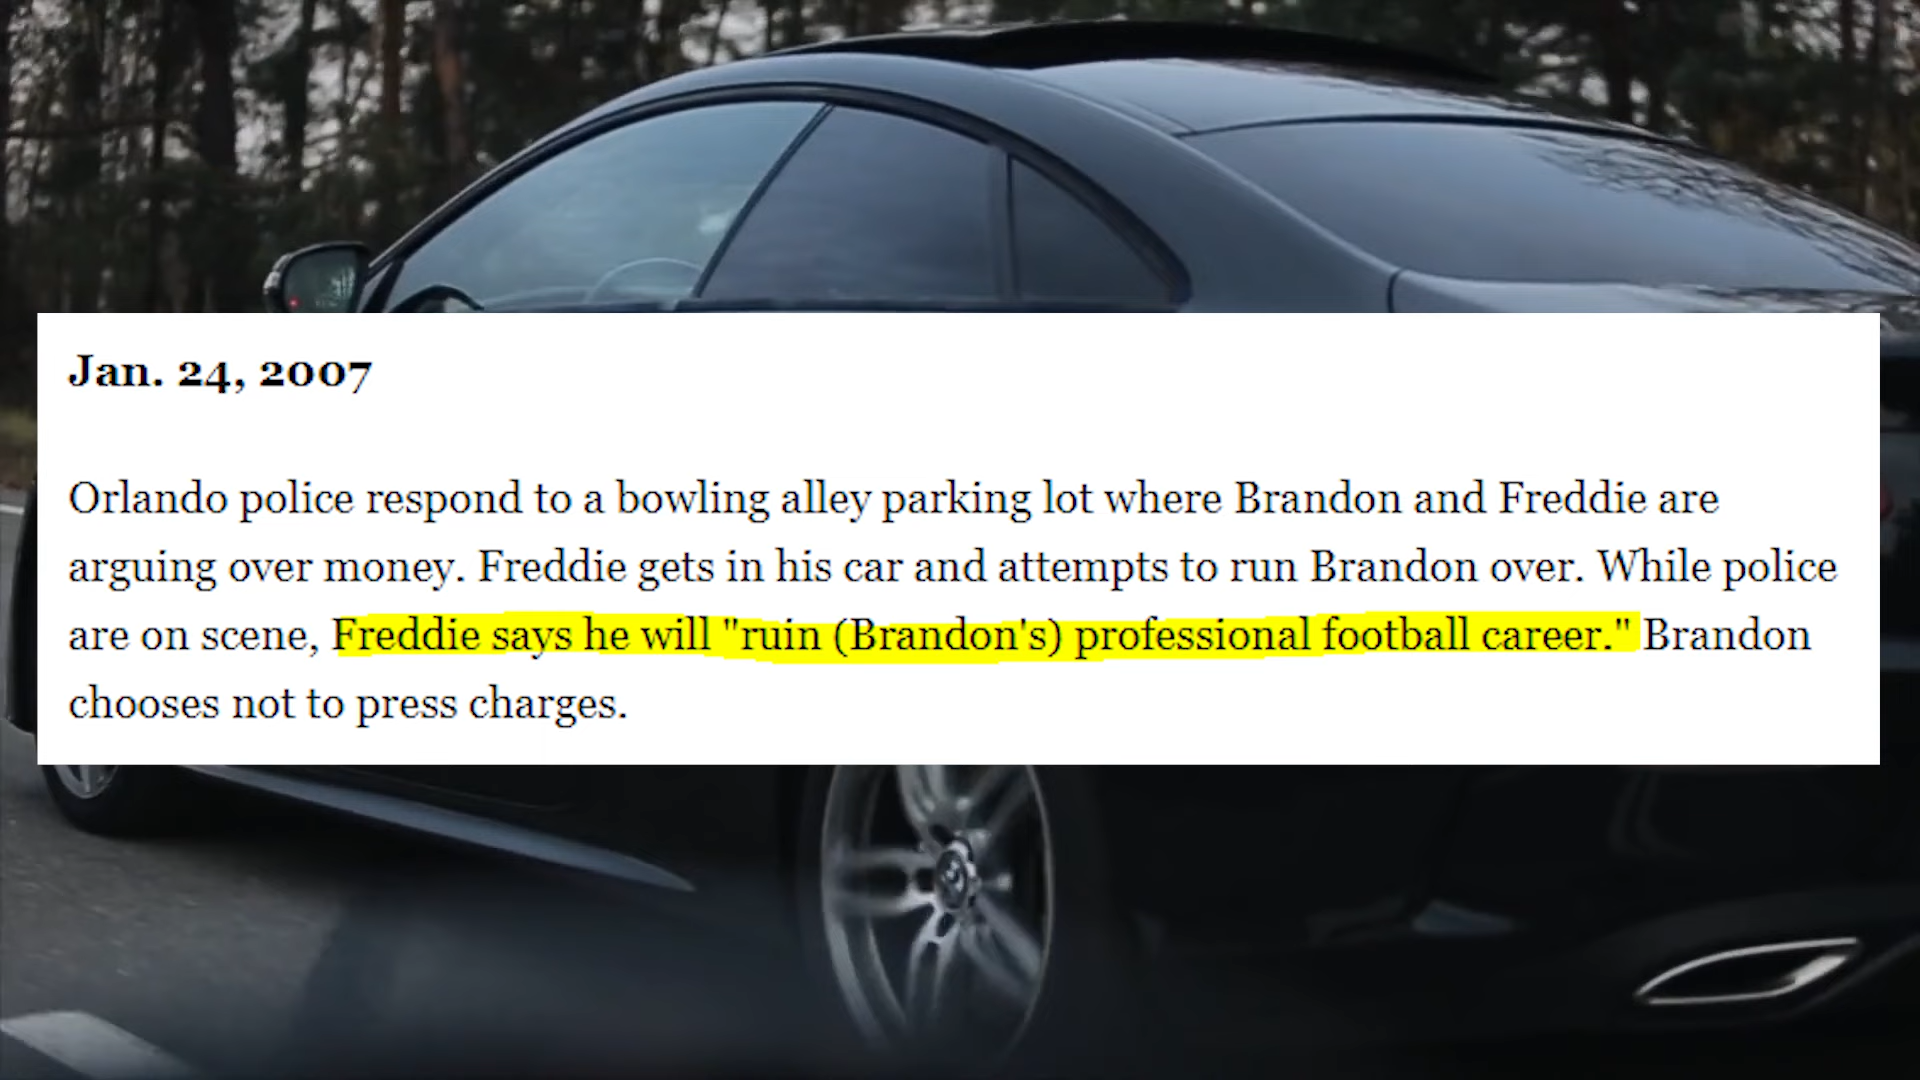 Jan. 24, 2007
Orlando police respond to a bowling alley parking lot where Brandon and Freddie are
arguing over money. Freddie gets in his car and attempts to run Brandon over. While police
are on scene, Freddie says he will "ruin (Brandon's) professional football career." Brandon
chooses not to press charges.